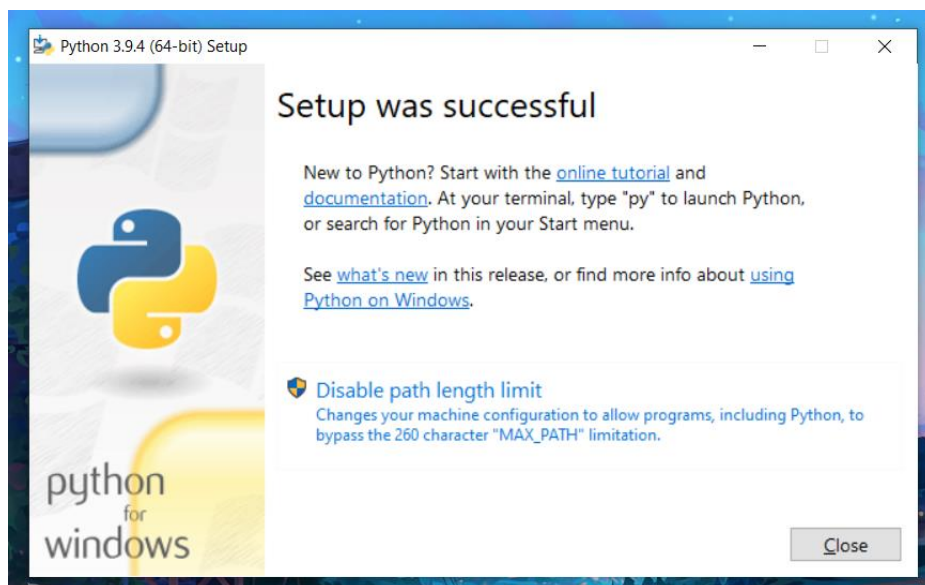 Python 3.9.4 (64-bit) Setup
Setup was successful
New to Python? Start with the online tutorial and
documentation. At your terminal, type "py" to launch Python,
or search for Python in your Start menu.
See what's new in this release, or find more info about using
Python on Windows.
Disable path length limit
Changes your machine configuration to allow programs, including Python, to
bypass the 260 character "MAX_PATH" limitation.
python
for
windows
Close